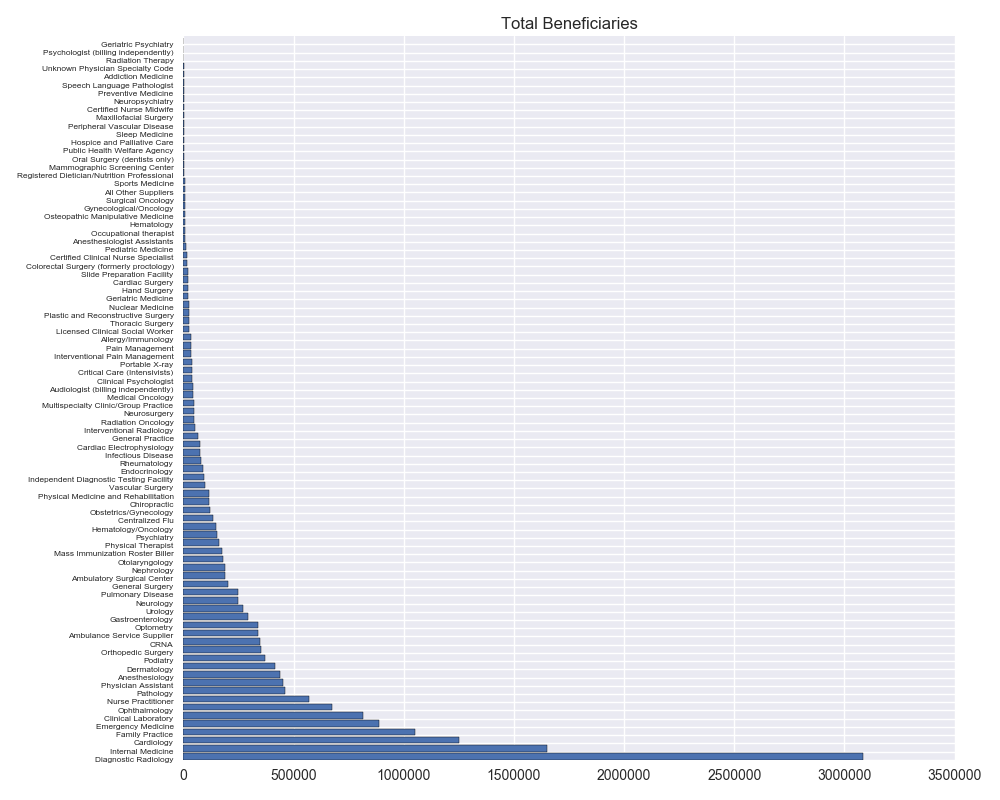 Total Beneficiaries
Geriatric Psychiatry
Psychologist (billing independently)
Radiation Therapy
Unknown Physician Specialty Code
Addiction Medicine
Speech Language Pathologist
Preventive Medicine
Neuropsychiatry
Certified Nurse Midwife
Maxillofacial Surgery
Peripheral Vascular Disease
Sleep Medicine
Hospice and Palliative Care
Public Health Welfare Agency
Oral Surgery (dentists only)
Mammographic Screening Center
Registered Dietician/Nutrition Professional
Sports Medicine
All Other Suppliers
Surgical Oncology
Gynecological/Oncology
Osteopathic Manipulative Medicine
Hematology
Occupational therapist
Anesthesiologist Assistants
Pediatric Medicine
Certified Clinical Nurse Specialist
Colorectal Surgery (formerly proctology)
Slide Preparation Facility
Cardiac Surgery
Hand Surgery
Geriatric Medicine
Nuclear Medicine
Plastic and Reconstructive Surgery
Thoracic Surgery
Licensed Clinical Social Worker
Allergy/Immunology
Pain Management
Interventional Pain Management
Portable X-ray
Critical Care (Intensivists)
Clinical Psychologist
Audiologist (billing independently)
Medical Oncology
Multispecialty Clinic/Group Practice
Neurosurgery
Radiation Oncology
Interventional Radiology
General Practice
Cardiac Electrophysiology
Infectious Disease
Rheumatology
Endocrinology
Independent Diagnostic Testing Facility
Vascular Surgery
Physical Medicine and Rehabilitation
Chiropractic
Obstetrics/Gynecology
Centralized Flu
Hematology/Oncology
Psychiatry
Physical Therapist
Mass Immunization Roster Biller
Otolaryngology
Nephrology
Ambulatory Surgical Center
General Surgery
Pulmonary Disease
Neurology
Urology
Gastroenterology
Optometry
Ambulance Service Supplier
CRNA
Orthopedic Surgery
Podiatry
Dermatology
Anesthesiology
Physician Assistant
Pathology
Nurse Practitioner
Ophthalmology
Clinical Laboratory
Emergency Medicine
Family Practice
Cardiology
Internal Medicine
Diagnostic Radiology
0 500000 1000000 1500000 2000000 2500000 3000000 3500000